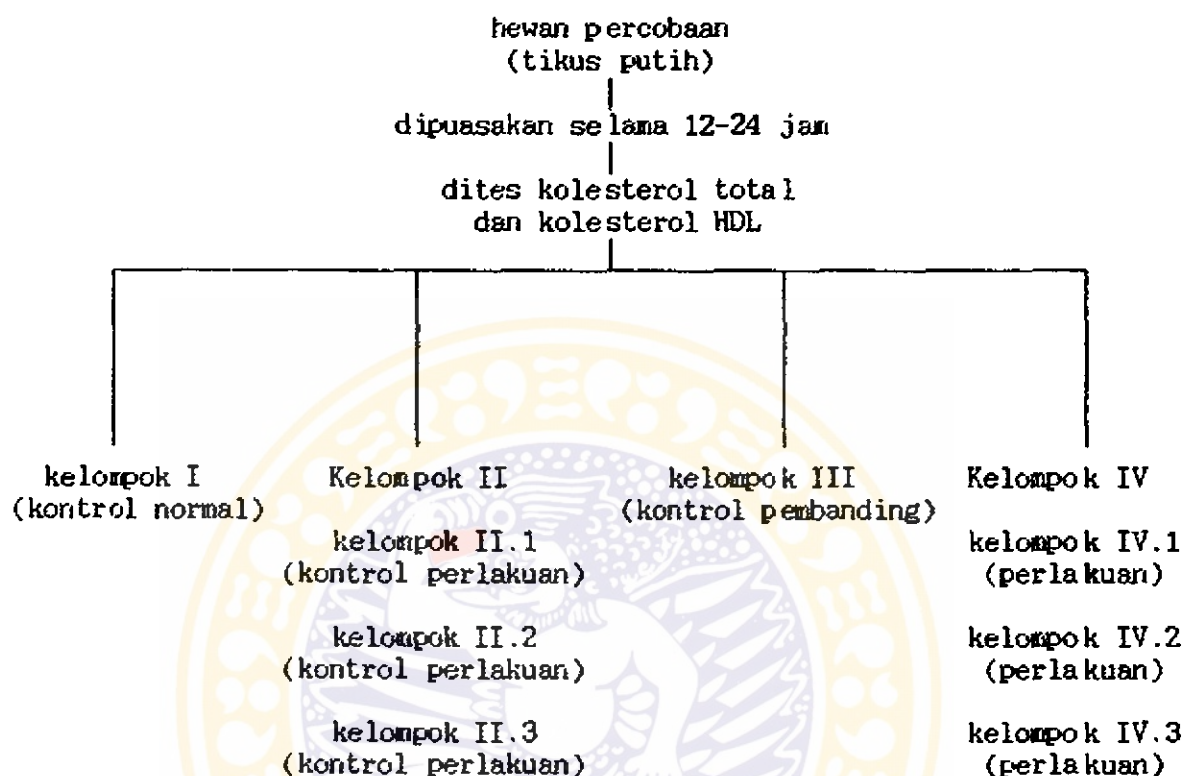 hewan percobaan
(tikus putih)
dipuasakan selama 12-24 jam
dites kolesterol total
dan kolesterol HDL
kelompok I
(kontrol normal)
Kelompok II
kelompok II.1
(kontrol perlakuan)
kelompok II.2
(kontrol perlakuan)
kelompok II.3
(kontrol perlakuan)
kelompok III
(kontrol pembanding)
Kelompok IV
kelompok IV.1
(perlakuan)
kelompok IV.2
(perlakuan)
kelompok IV.3
(perlakuan)